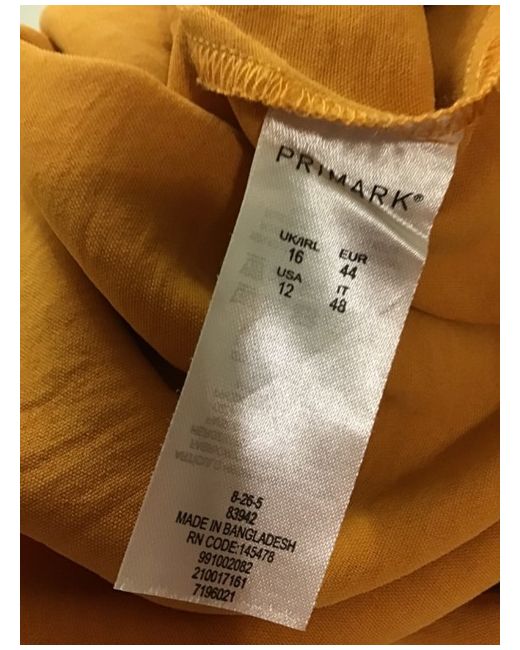 PRIMARK®
UK/IRL EUR
16 44
USA IT
12 48
8-26-5
83942
MADE IN BANGLADESH
RN CODE:145478
991002082
210017161
7196021